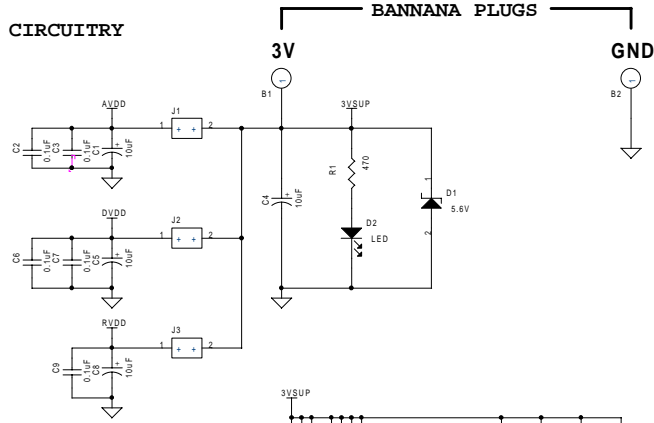 BANNANA PLUGS
CIRCUITRY
3V
GND
1
B1
1
B2
AVDD
J1
1 + + 2
3VSUP
C2
0.1uF
C3
0.1uF
C1
+
10uF
R1
470
C4
+
10uF
1
D1
5.6V
2
D2
LED
DVDD
J2
1 + + 2
C6
0.1uF
C7
0.1uF
C5
+
10uF
RVDD
J3
1 + + 2
C9
0.1uF
C8
+
10uF
3VSUP